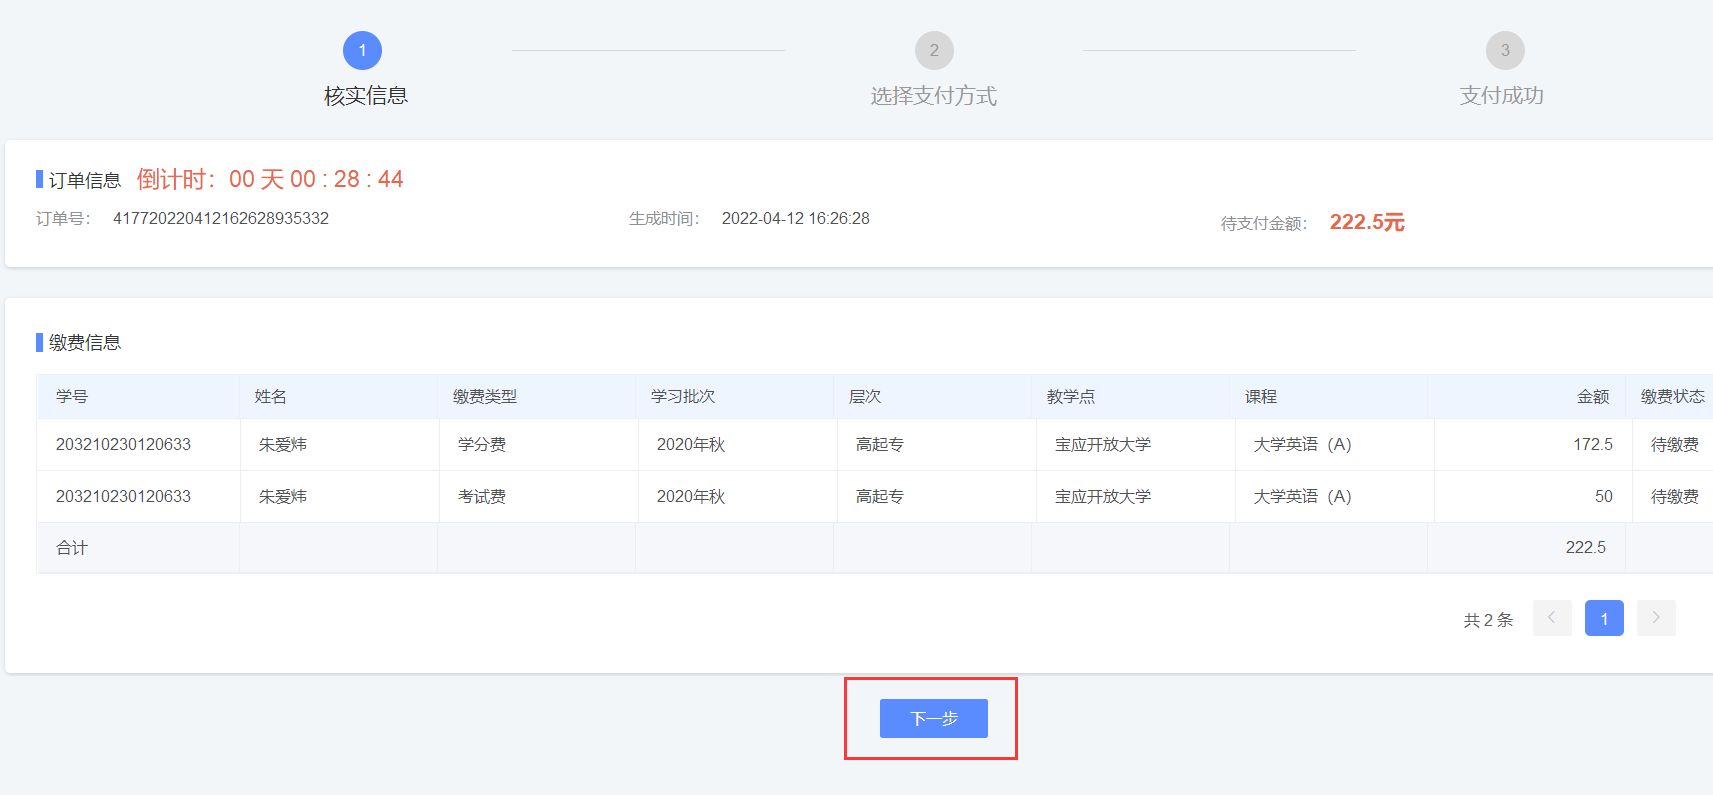 1 2 3
核实信息 选择支付方式 支付成功
订单信息 倒计时：00 天 00 : 28 : 44
订单号： 417720220412162628935332 生成时间： 2022-04-12 16:26:28 待支付金额： 222.5元
缴费信息
学号 姓名 缴费类型 学习批次 层次 教学点 课程 金额 缴费状态
203210230120633 朱爱炜 学分费 2020年秋 高起专 宝应开放大学 大学英语（A） 172.5 待缴费
203210230120633 朱爱炜 考试费 2020年秋 高起专 宝应开放大学 大学英语（A） 50 待缴费
合计 222.5
共 2 条 1
下一步